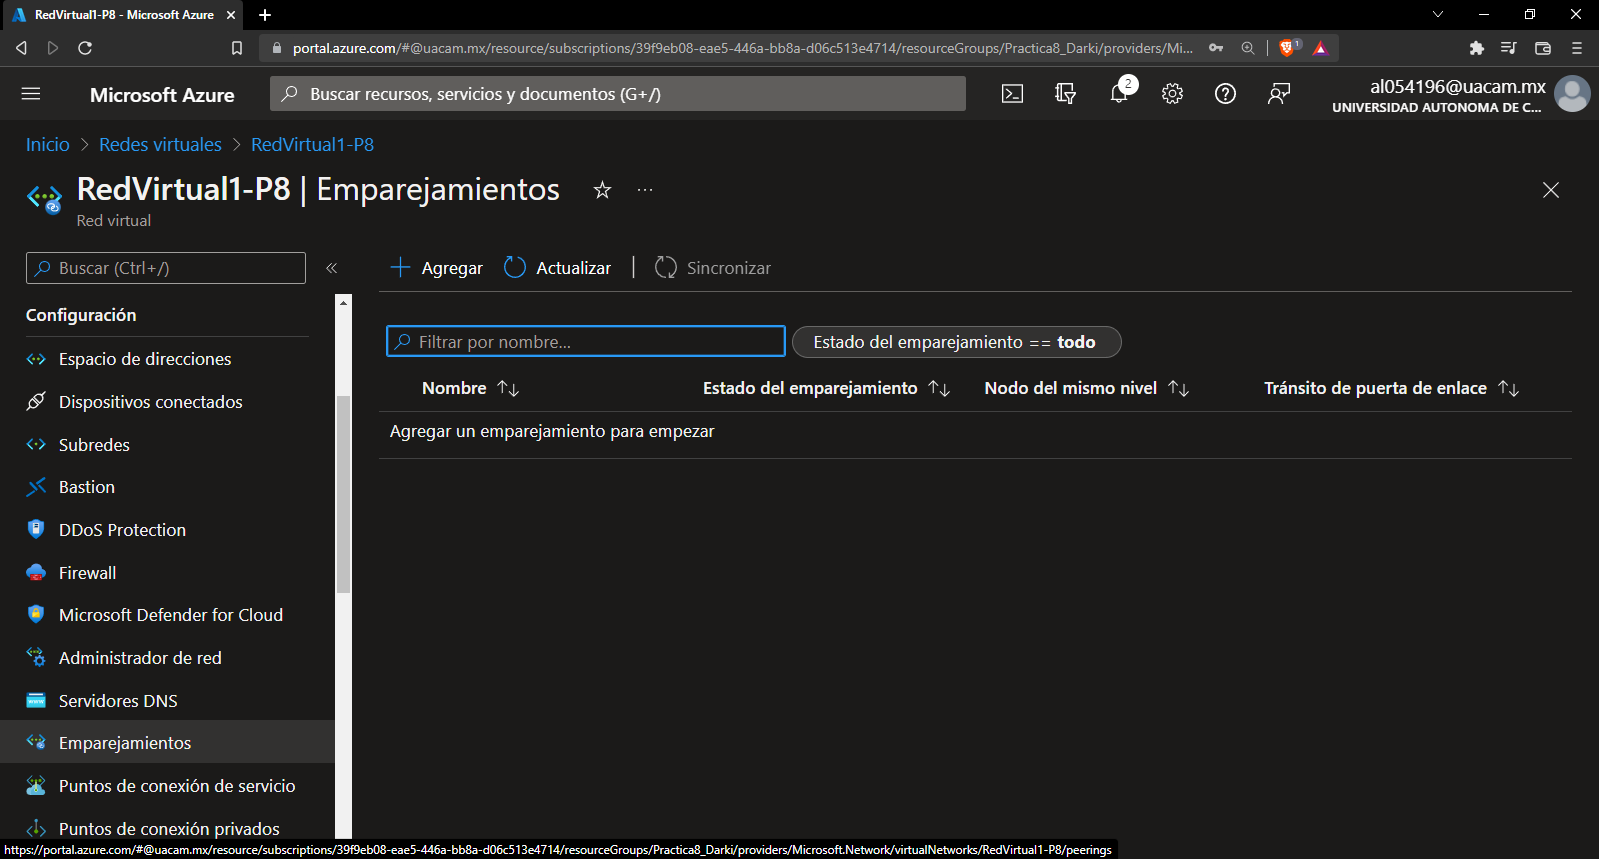 RedVirtual1-P8 - Microsoft Azure
portal.azure.com/#@uacam.mx/resource/subscriptions/39f9eb08-eae5-446a-bb8a-d06c513e4714/resourceGroups/Practica8_Darki/providers/Mi...
1
Microsoft Azure
Buscar recursos, servicios y documentos (G+/)
2
al054196@uacam.mx
UNIVERSIDAD AUTONOMA DE C...
Inicio > Redes virtuales > RedVirtual1-P8
RedVirtual1-P8 | Emparejamientos
Red virtual
Buscar (Ctrl+/)
Agregar
Actualizar
Sincronizar
Configuración
Espacio de direcciones
Dispositivos conectados
Subredes
Bastion
DDoS Protection
Firewall
Microsoft Defender for Cloud
Administrador de red
Servidores DNS
Emparejamientos
Puntos de conexión de servicio
Puntos de conexión privados
Filtrar por nombre...
Estado del emparejamiento == todo
Nombre
Estado del emparejamiento
Nodo del mismo nivel
Tránsito de puerta de enlace
Agregar un emparejamiento para empezar
https://portal.azure.com/#@uacam.mx/resource/subscriptions/39f9eb08-eae5-446a-bb8a-d06c513e4714/resourceGroups/Practica8_Darki/providers/Microsoft.Network/virtualNetworks/RedVirtual1-P8/peerings